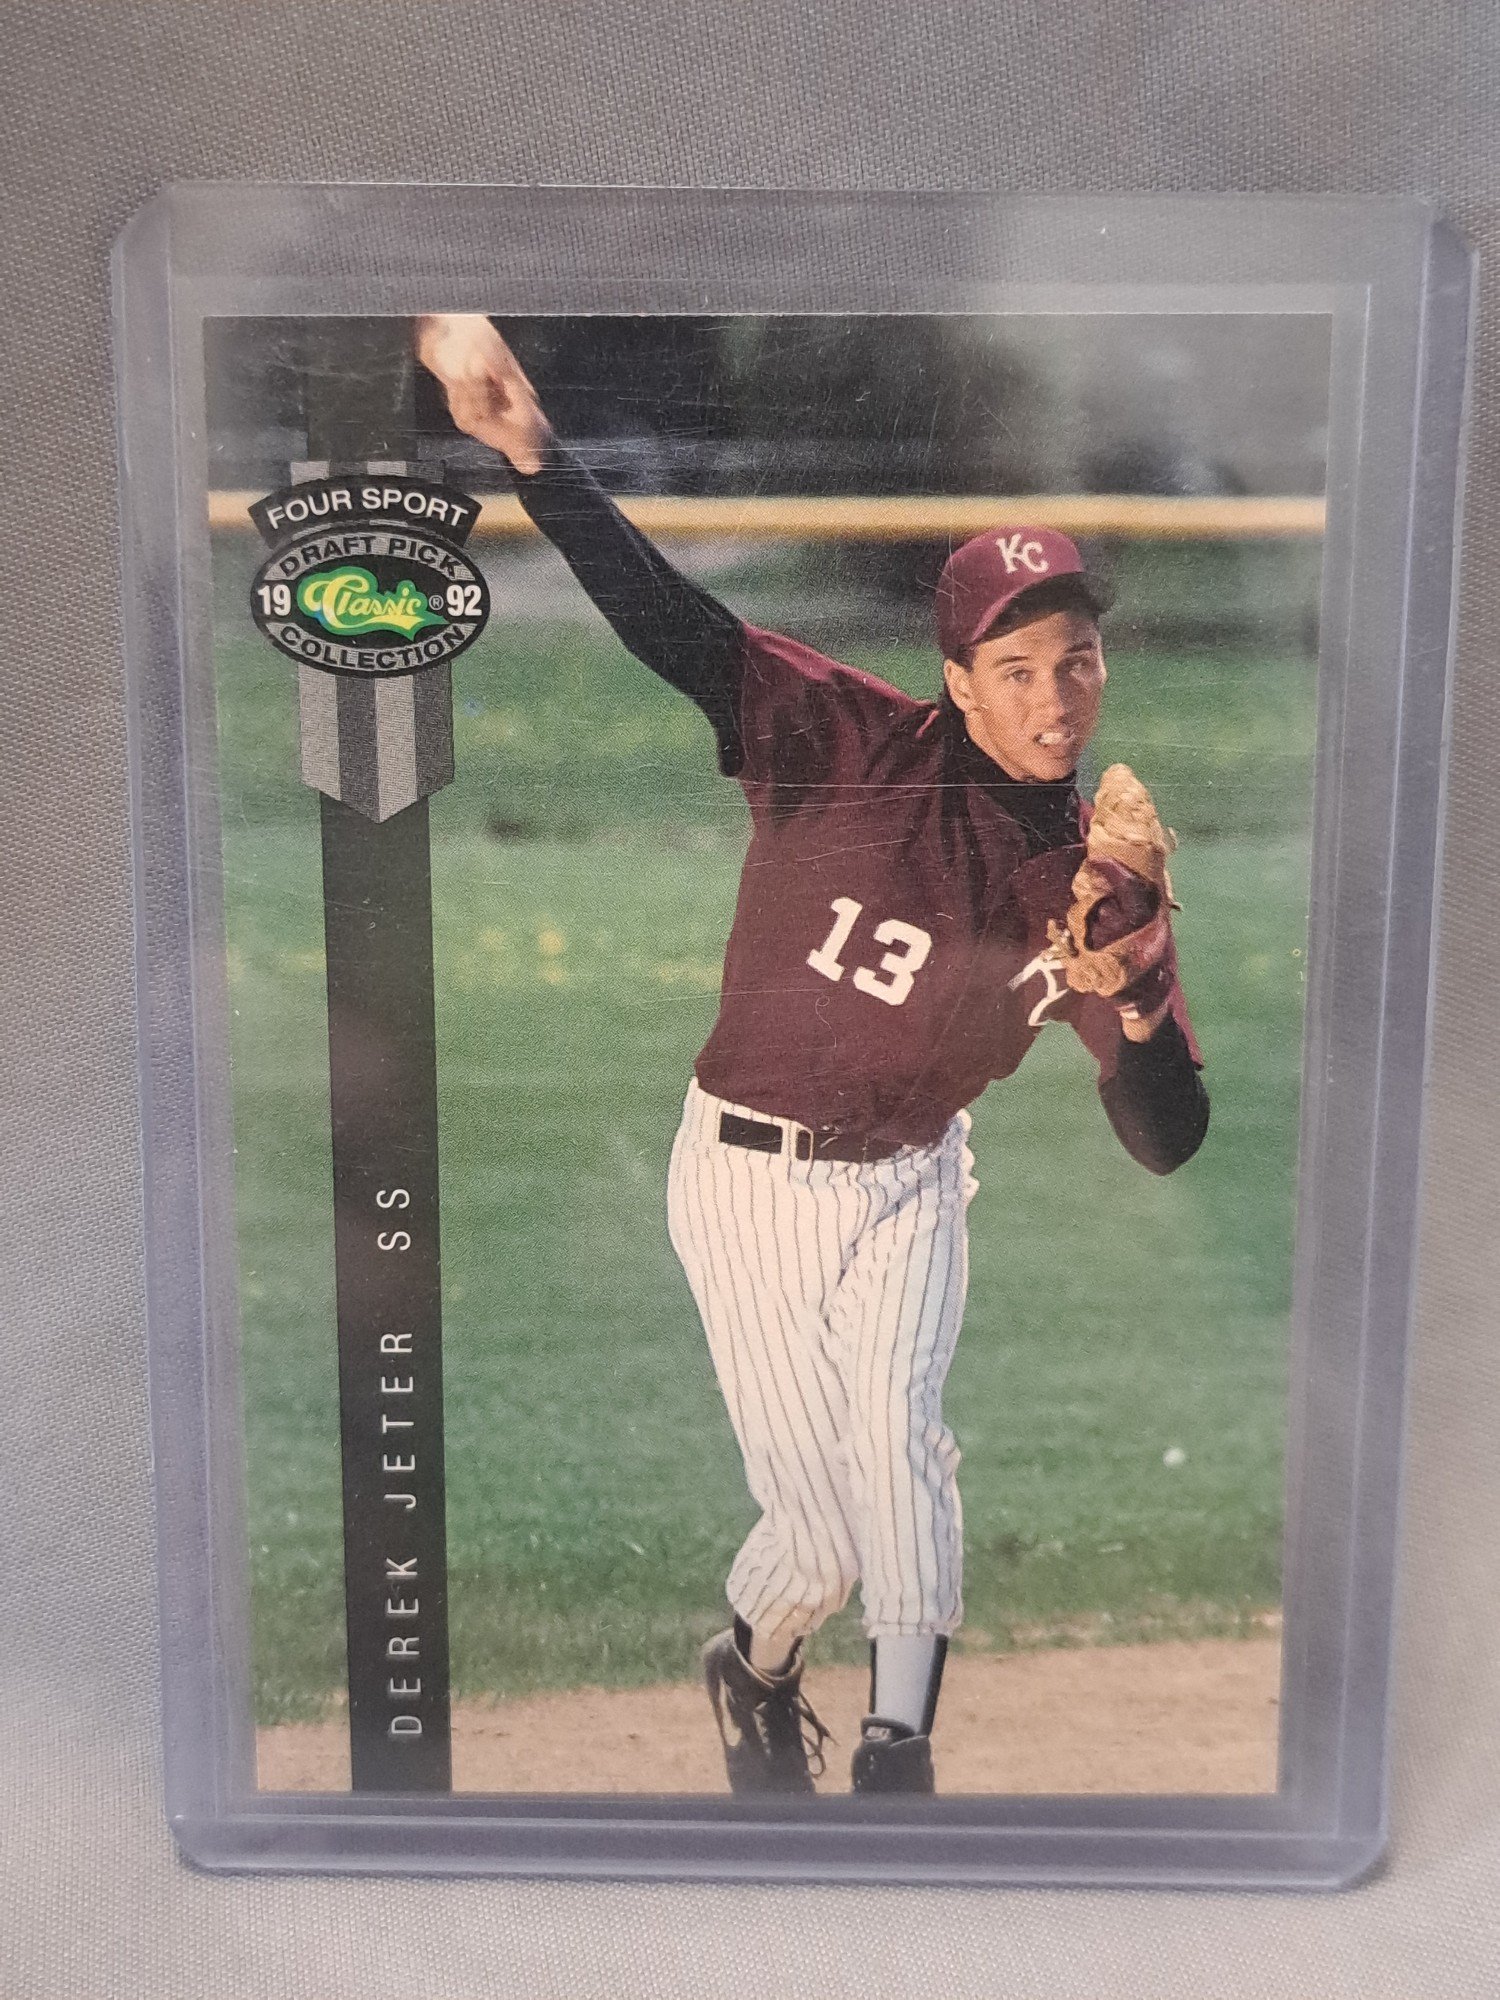 FOUR SPORT
DRAFT PICK
19 Classic ® 92
COLLECTION
KC
13
K
DEREK JETER SS